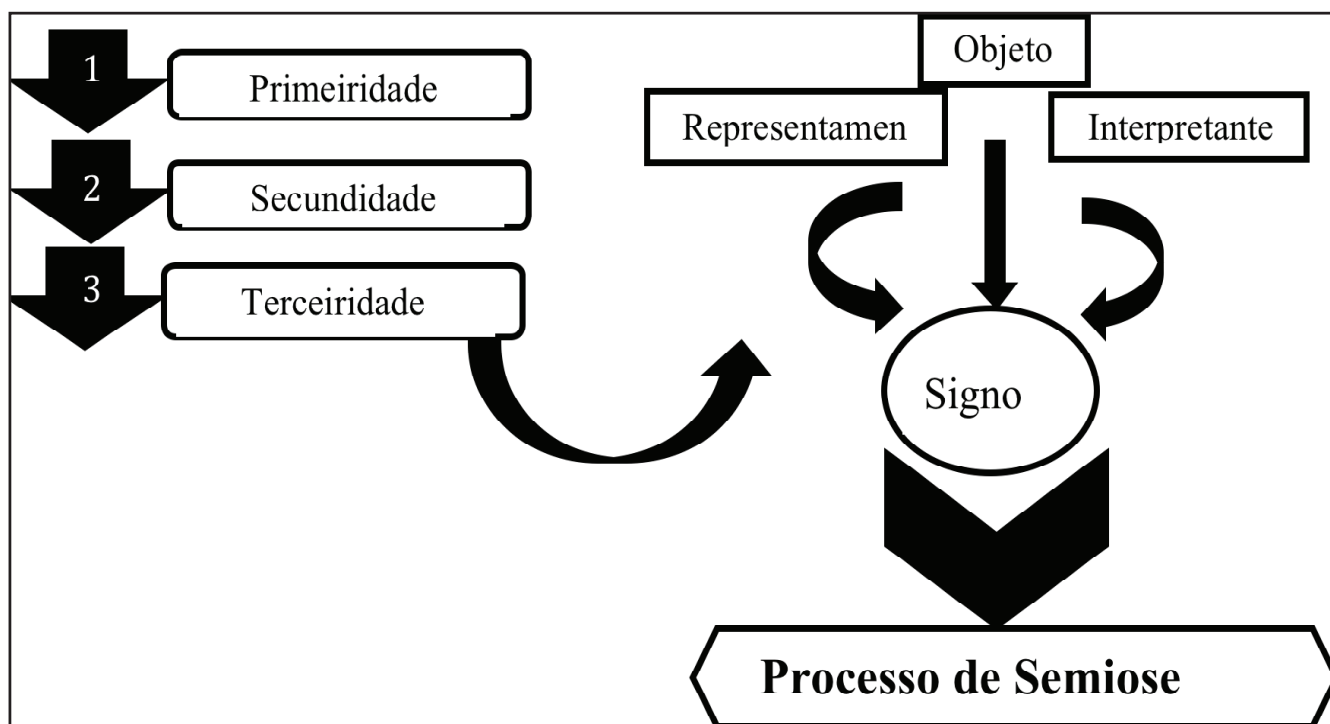 1
Primeiridade
2
Secundidade
3
Terceiridade
Objeto
Representamen
Interpretante
Signo
Processo de Semiose